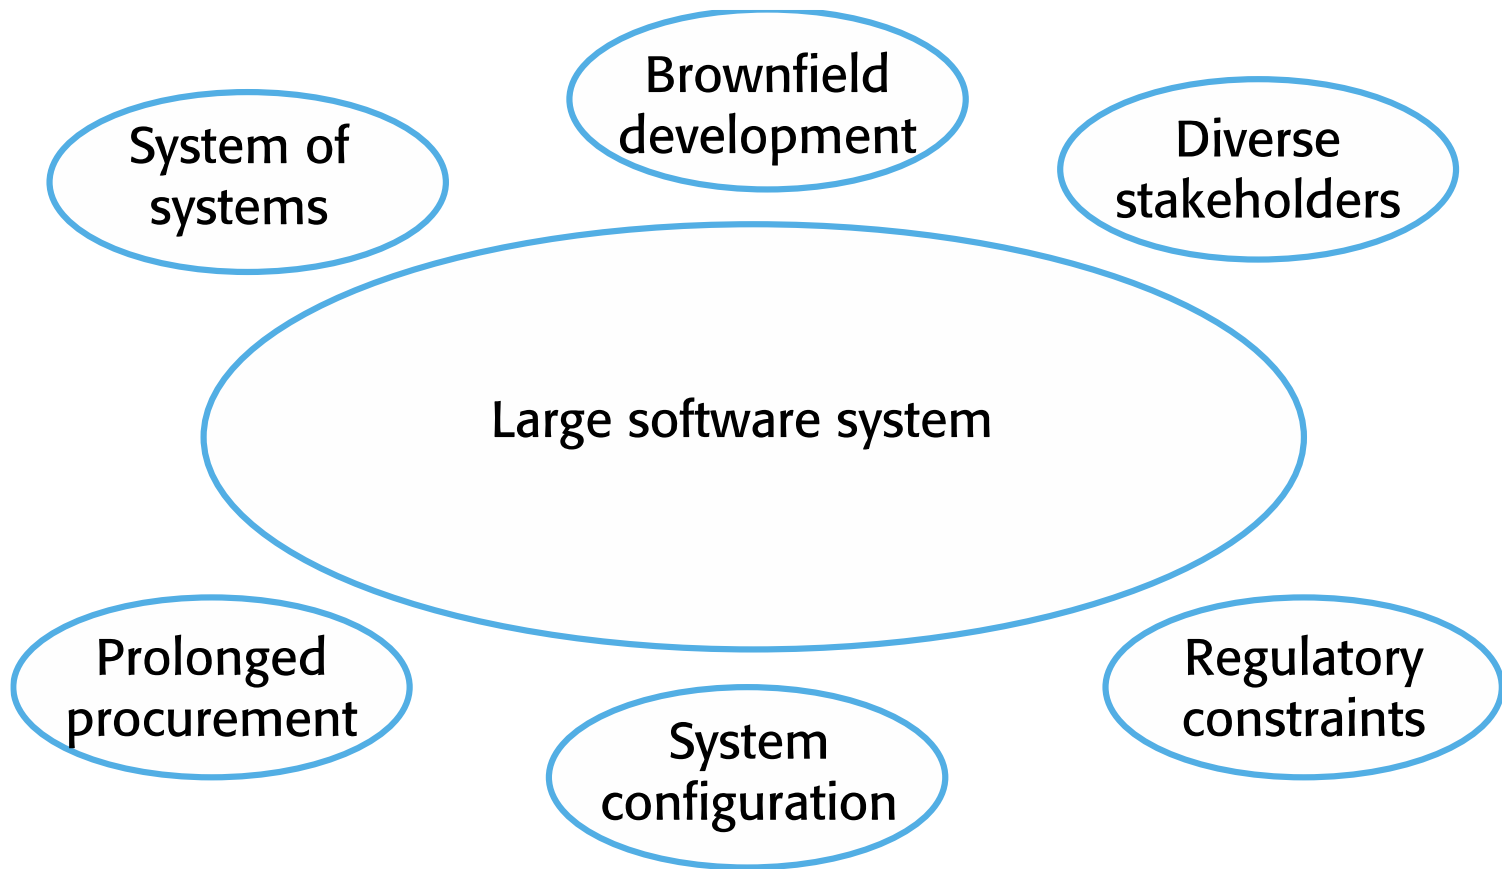 Brownfield
development
System of
systems
Diverse
stakeholders
Large software system
Prolonged
procurement
System
configuration
Regulatory
constraints